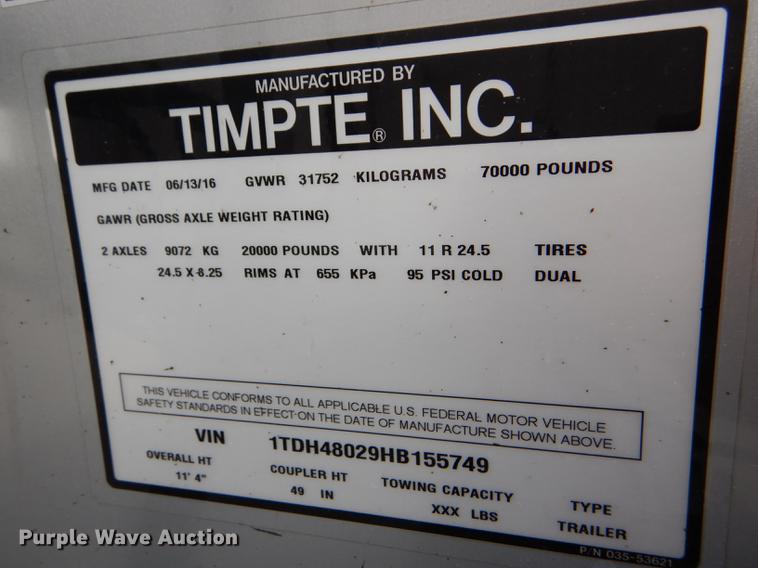 MANUFACTURED BY
TIMPTE® INC.
MFG DATE 06/13/16 GVWR 31752 KILOGRAMS 70000 POUNDS
GAWR (GROSS AXLE WEIGHT RATING)
2 AXLES 9072 KG 20000 POUNDS WITH 11 R 24.5 TIRES
24.5 X 8.25 RIMS AT 655 KPa 95 PSI COLD DUAL
THIS VEHICLE CONFORMS TO ALL APPLICABLE U.S. FEDERAL MOTOR VEHICLE
SAFETY STANDARDS IN EFFECT ON THE DATE OF MANUFACTURE SHOWN ABOVE.
VIN 1TDH48029HB155749
OVERALL HT COUPLER HT TOWING CAPACITY TYPE
11' 4" 49 IN XXX LBS TRAILER
P/N 035-53621
Purple Wave Auction